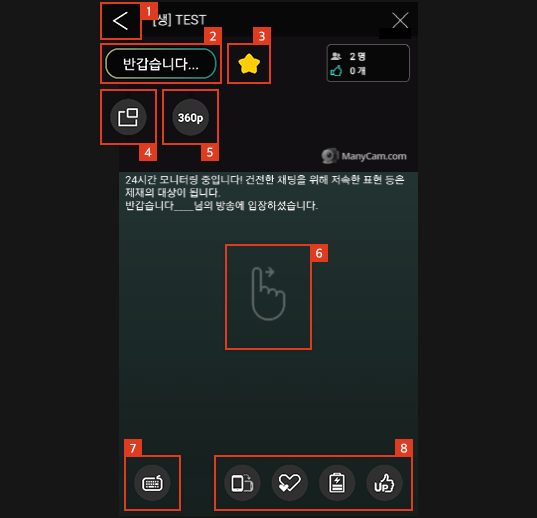 1
[생] TEST
2
3
반갑습니다...
2 명
0 개
360p
4
5
ManyCam.com
24시간 모니터링 중입니다! 건전한 채팅을 위해 저속한 표현 등은
제재의 대상이 됩니다.
반갑습니다___님의 방송에 입장하셨습니다.
6
7
8
UP